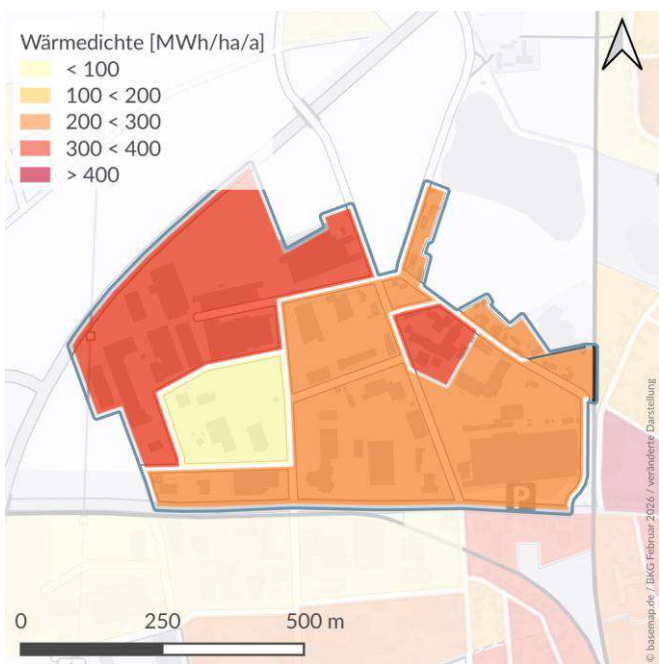 Wärmedichte [MWh/ha/a]
< 100
100 < 200
200 < 300
300 < 400
> 400
P
0 250 500 m
© basemap.de / BKG Februar 2026 / veränderte Darstellung